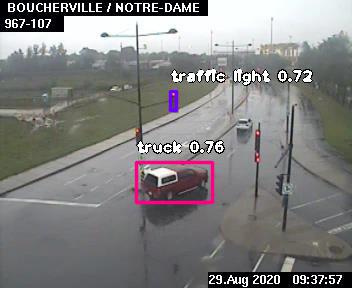 BOUCHERVILLE / NOTRE-DAME
967-107
traffic light 0.72
truck 0.76
29.Aug 2020 09:37:57